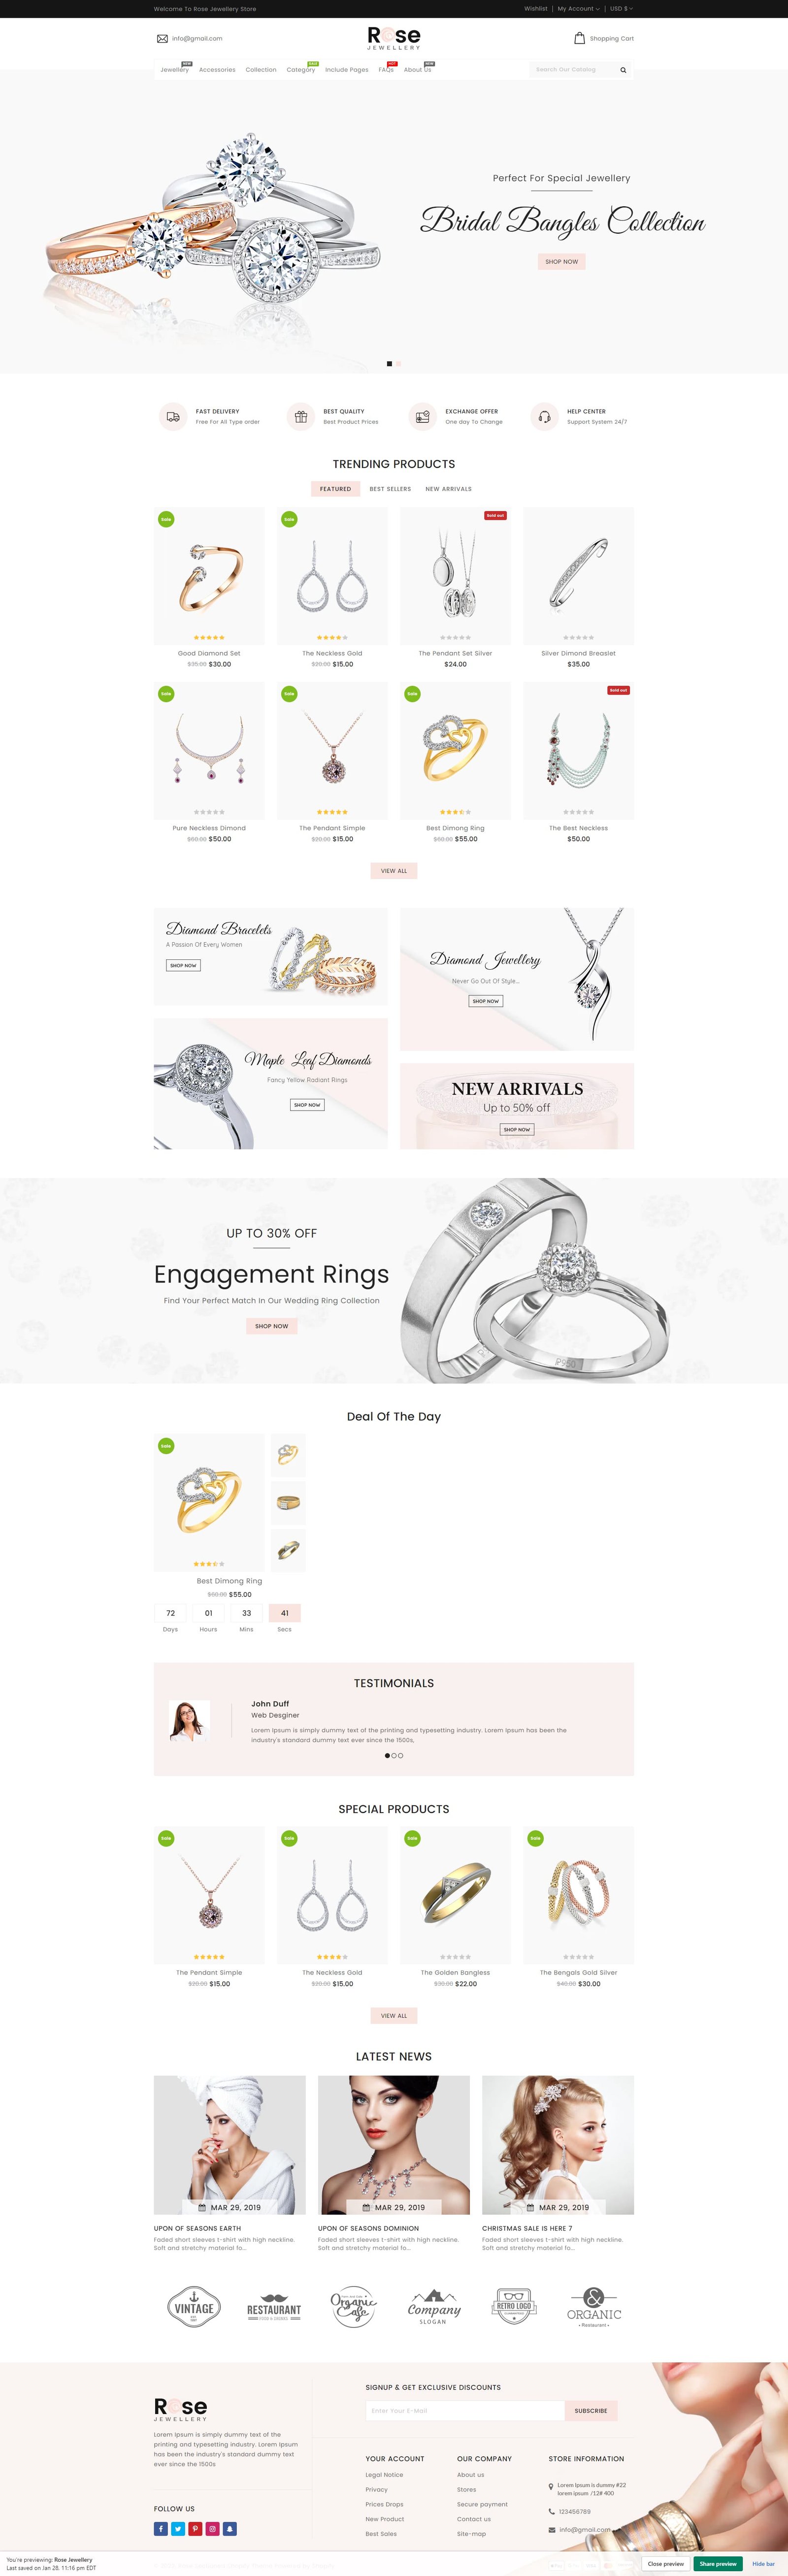 Welcome To Rose Jewellery Store
Wishlist | My Account | USD $
info@gmail.com
Rose
JEWELLERY
Shopping Cart
NEW
SALE
HOT
NEW
Jewellery Accessories Collection Category Include Pages FAQs About Us
Search Our Catalog
Perfect For Special Jewellery
Bridal Bangles Collection
SHOP NOW
FAST DELIVERY
Free For All Type order
BEST QUALITY
Best Product Prices
EXCHANGE OFFER
One day To Change
HELP CENTER
Support System 24/7
TRENDING PRODUCTS
FEATURED BEST SELLERS NEW ARRIVALS
Sale
Good Diamond Set
$35.00 $30.00
Sale
The Neckless Gold
$20.00 $15.00
Sold out
The Pendant Set Silver
$24.00
Silver Dimond Breaslet
$35.00
Sale
Pure Neckless Dimond
$60.00 $50.00
Sale
The Pendant Simple
$20.00 $15.00
Sale
Best Dimong Ring
$60.00 $55.00
Sold out
The Best Neckless
$50.00
VIEW ALL
Diamond Bracelets
A Passion Of Every Women
SHOP NOW
Diamond Jewellery
Never Go Out Of Style...
SHOP NOW
Maple Leaf Diamonds
Fancy Yellow Radiant Rings
SHOP NOW
NEW ARRIVALS
Up to 50% off
SHOP NOW
UP TO 30% OFF
Engagement Rings
Find Your Perfect Match In Our Wedding Ring Collection
SHOP NOW
Deal Of The Day
Sale
Best Dimong Ring
$60.00 $55.00
72 01 33 41
Days Hours Mins Secs
TESTIMONIALS
John Duff
Web Desginer
Lorem Ipsum is simply dummy text of the printing and typesetting industry. Lorem Ipsum has been the
industry's standard dummy text ever since the 1500s,
SPECIAL PRODUCTS
Sale
The Pendant Simple
$20.00 $15.00
Sale
The Neckless Gold
$20.00 $15.00
Sale
The Golden Bangless
$30.00 $22.00
Sale
The Bengals Gold Silver
$40.00 $30.00
VIEW ALL
LATEST NEWS
MAR 29, 2019
UPON OF SEASONS EARTH
Faded short sleeves t-shirt with high neckline.
Soft and stretchy material fo...
MAR 29, 2019
UPON OF SEASONS DOMINION
Faded short sleeves t-shirt with high neckline.
Soft and stretchy material fo...
MAR 29, 2019
CHRISTMAS SALE IS HERE 7
Faded short sleeves t-shirt with high neckline.
Soft and stretchy material fo...
VINTAGE
RESTAURANT
FOOD & DRINGS
Organic
Cafe
Company
SLOGAN
RETRO LOGO
&
ORGANIC
• Restaurant •
Rose
JEWELLERY
Lorem Ipsum is simply dummy text of the
printing and typesetting industry. Lorem Ipsum
has been the industry's standard dummy text
ever since the 1500s
FOLLOW US
SIGNUP & GET EXCLUSIVE DISCOUNTS
Enter Your E-Mail
SUBSCRIBE
YOUR ACCOUNT
Legal Notice
Privacy
Prices Drops
New Product
Best Sales
OUR COMPANY
About us
Stores
Secure payment
Contact us
Site-map
STORE INFORMATION
Lorem Ipsum is dummy #22
lorem ipsum /12# 400
123456789
info@gmail.com
You're previewing: Rose Jewellery
Last saved on Jan 28, 11:16 pm EDT
Close preview
Share preview
Hide bar